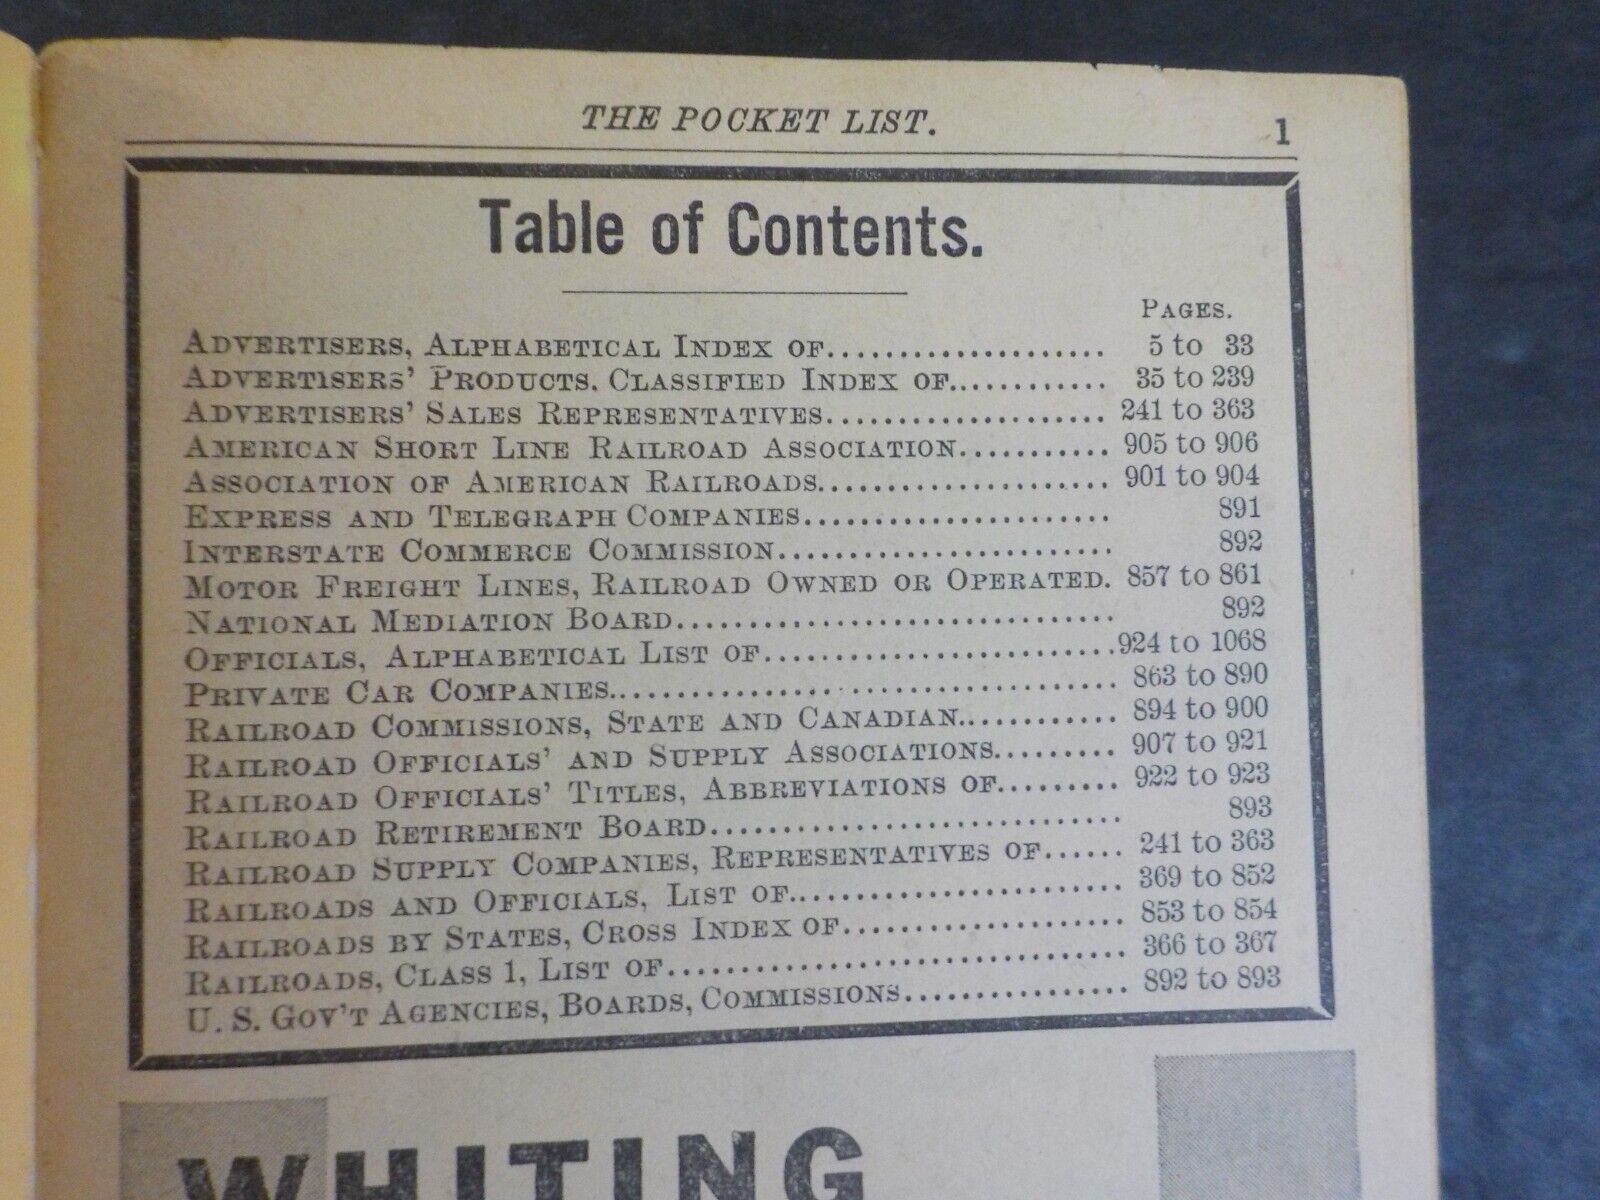 THE POCKET LIST. 1
Table of Contents.
PAGES.
ADVERTISERS, ALPHABETICAL INDEX OF.................... 5 to 33
ADVERTISERS' PRODUCTS. CLASSIFIED INDEX OF........... 35 to 239
ADVERTISERS' SALES REPRESENTATIVES.................... 241 to 363
AMERICAN SHORT LINE RAILROAD ASSOCIATION........... 905 to 906
ASSOCIATION OF AMERICAN RAILROADS..................... 901 to 904
EXPRESS AND TELEGRAPH COMPANIES...................... 891
INTERSTATE COMMERCE COMMISSION........................ 892
MOTOR FREIGHT LINES, RAILROAD OWNED OR OPERATED. 857 to 861
NATIONAL MEDIATION BOARD............................... 892
OFFICIALS, ALPHABETICAL LIST OF.........................924 to 1068
PRIVATE CAR COMPANIES.................................... 863 to 890
RAILROAD COMMISSIONS, STATE AND CANADIAN............ 894 to 900
RAILROAD OFFICIALS' AND SUPPLY ASSOCIATIONS......... 907 to 921
RAILROAD OFFICIALS' TITLES, ABBREVIATIONS OF......... 922 to 923
RAILROAD RETIREMENT BOARD............................. 893
RAILROAD SUPPLY COMPANIES, REPRESENTATIVES OF...... 241 to 363
RAILROADS AND OFFICIALS, LIST OF........................ 369 to 852
RAILROADS BY STATES, CROSS INDEX OF.................... 853 to 854
RAILROADS, CLASS 1, LIST OF................................. 366 to 367
U. S. GOV'T AGENCIES, BOARDS, COMMISSIONS................ 892 to 893
WHITING